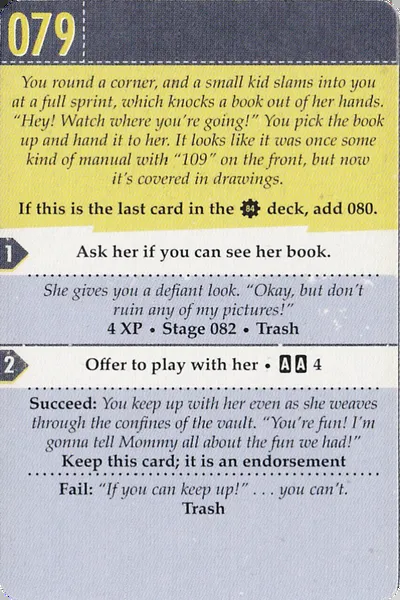 079
You round a corner, and a small kid slams into you
at a full sprint, which knocks a book out of her hands.
“Hey! Watch where you’re going!” You pick the book
up and hand it to her. It looks like it was once some
kind of manual with “109” on the front, but now
it’s covered in drawings.
If this is the last card in the 84 deck, add 080.
1
Ask her if you can see her book.
She gives you a defiant look. “Okay, but don’t
ruin any of my pictures!”
4 XP • Stage 082 • Trash
2
Offer to play with her • A A 4
Succeed: You keep up with her even as she weaves
through the confines of the vault. “You’re fun! I’m
gonna tell Mommy all about the fun we had!”
Keep this card; it is an endorsement
Fail: “If you can keep up!” . . . you can’t.
Trash